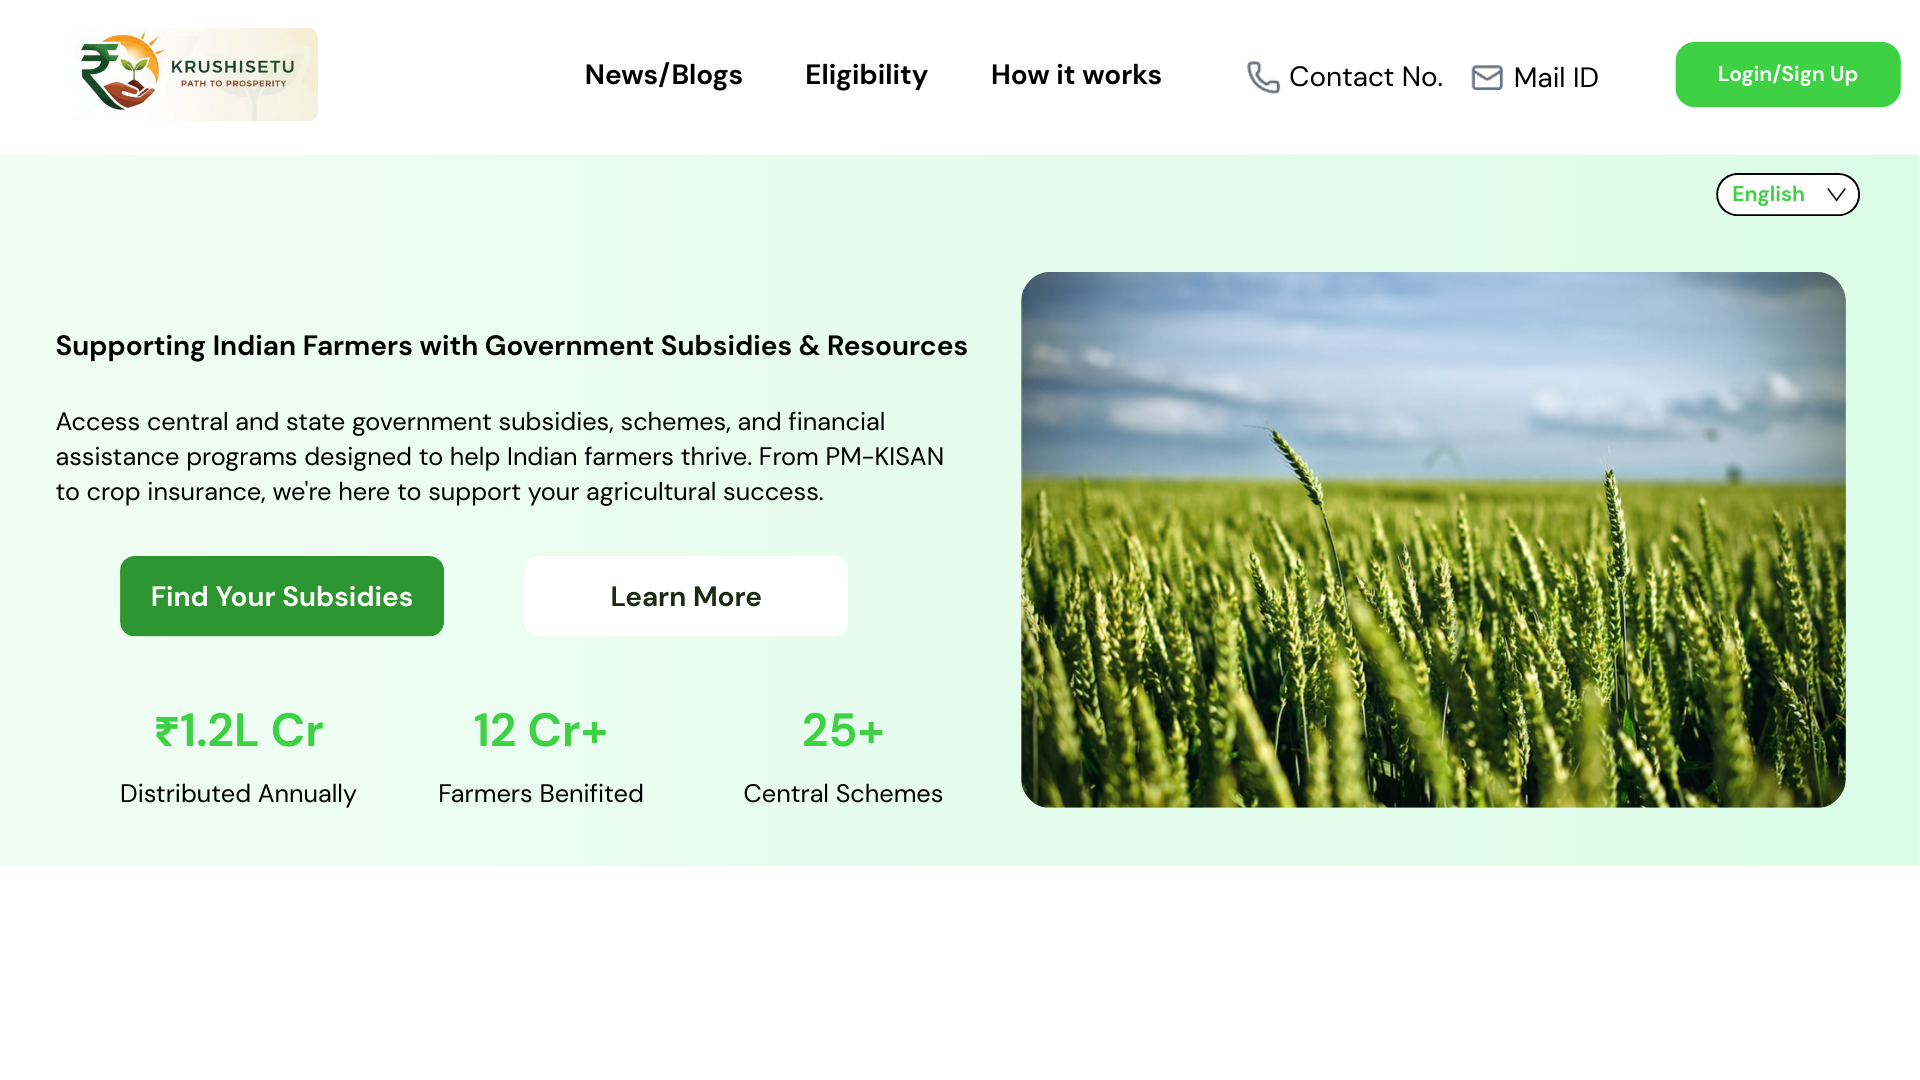 KRUSHISETU
PATH TO PROSPERITY
News/Blogs
Eligibility
How it works
Contact No.
Mail ID
Login/Sign Up
English
Supporting Indian Farmers with Government Subsidies & Resources
Access central and state government subsidies, schemes, and financial
assistance programs designed to help Indian farmers thrive. From PM-KISAN
to crop insurance, we're here to support your agricultural success.
Find Your Subsidies
Learn More
₹1.2L Cr
12 Cr+
25+
Distributed Annually
Farmers Benifited
Central Schemes